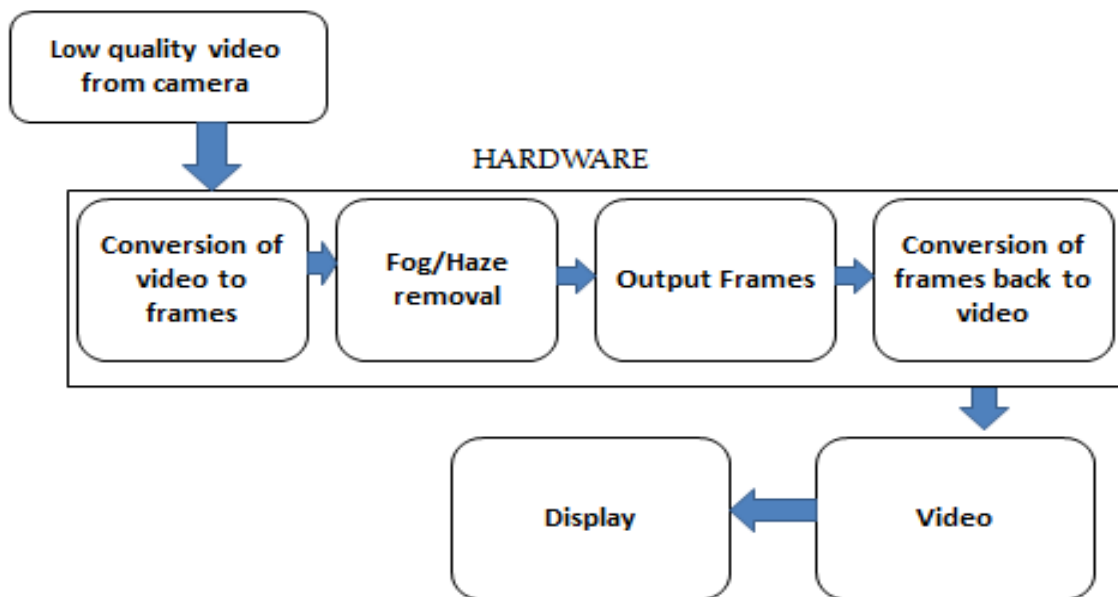 Low quality video
from camera
HARDWARE
Conversion of
video to
frames
Fog/Haze
removal
Output Frames
Conversion of
frames back to
video
Display
Video